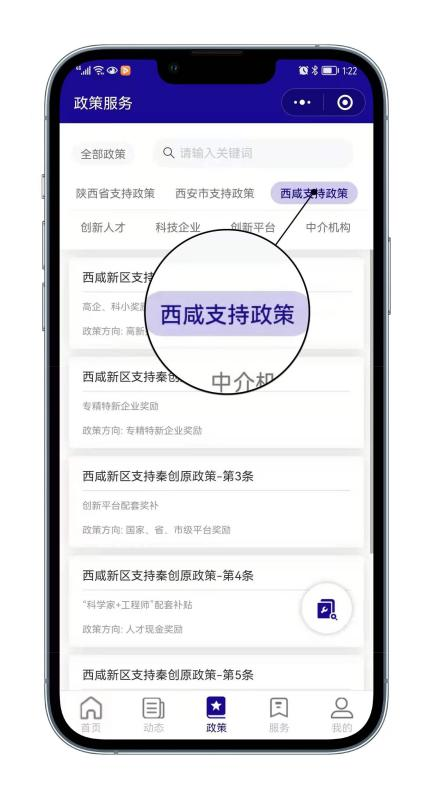 1:22
政策服务
全部政策
请输入关键词
陕西省支持政策 西安市支持政策 西咸支持政策
创新人才 科技企业 创新平台 中介机构
西咸新区支持
高企、科小奖
政策方向: 高新
西咸支持政策
中介机
西咸新区支持秦创
专精特新企业奖励
政策方向: 专精特新企业奖励
西咸新区支持秦创原政策-第3条
创新平台配套奖补
政策方向: 国家、省、市级平台奖励
西咸新区支持秦创原政策-第4条
“科学家+工程师”配套补贴
政策方向: 人才现金奖励
西咸新区支持秦创原政策-第5条
首页 动态 政策 服务 我的